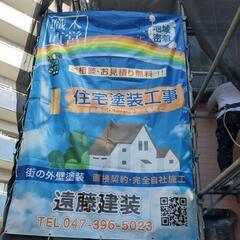 職人直営
地域密着
ご相談・お見積り無料!!
住宅塗装工事
街の外壁塗装
直接契約・完全自社施工
遠藤建装
TEL 047-396-5023